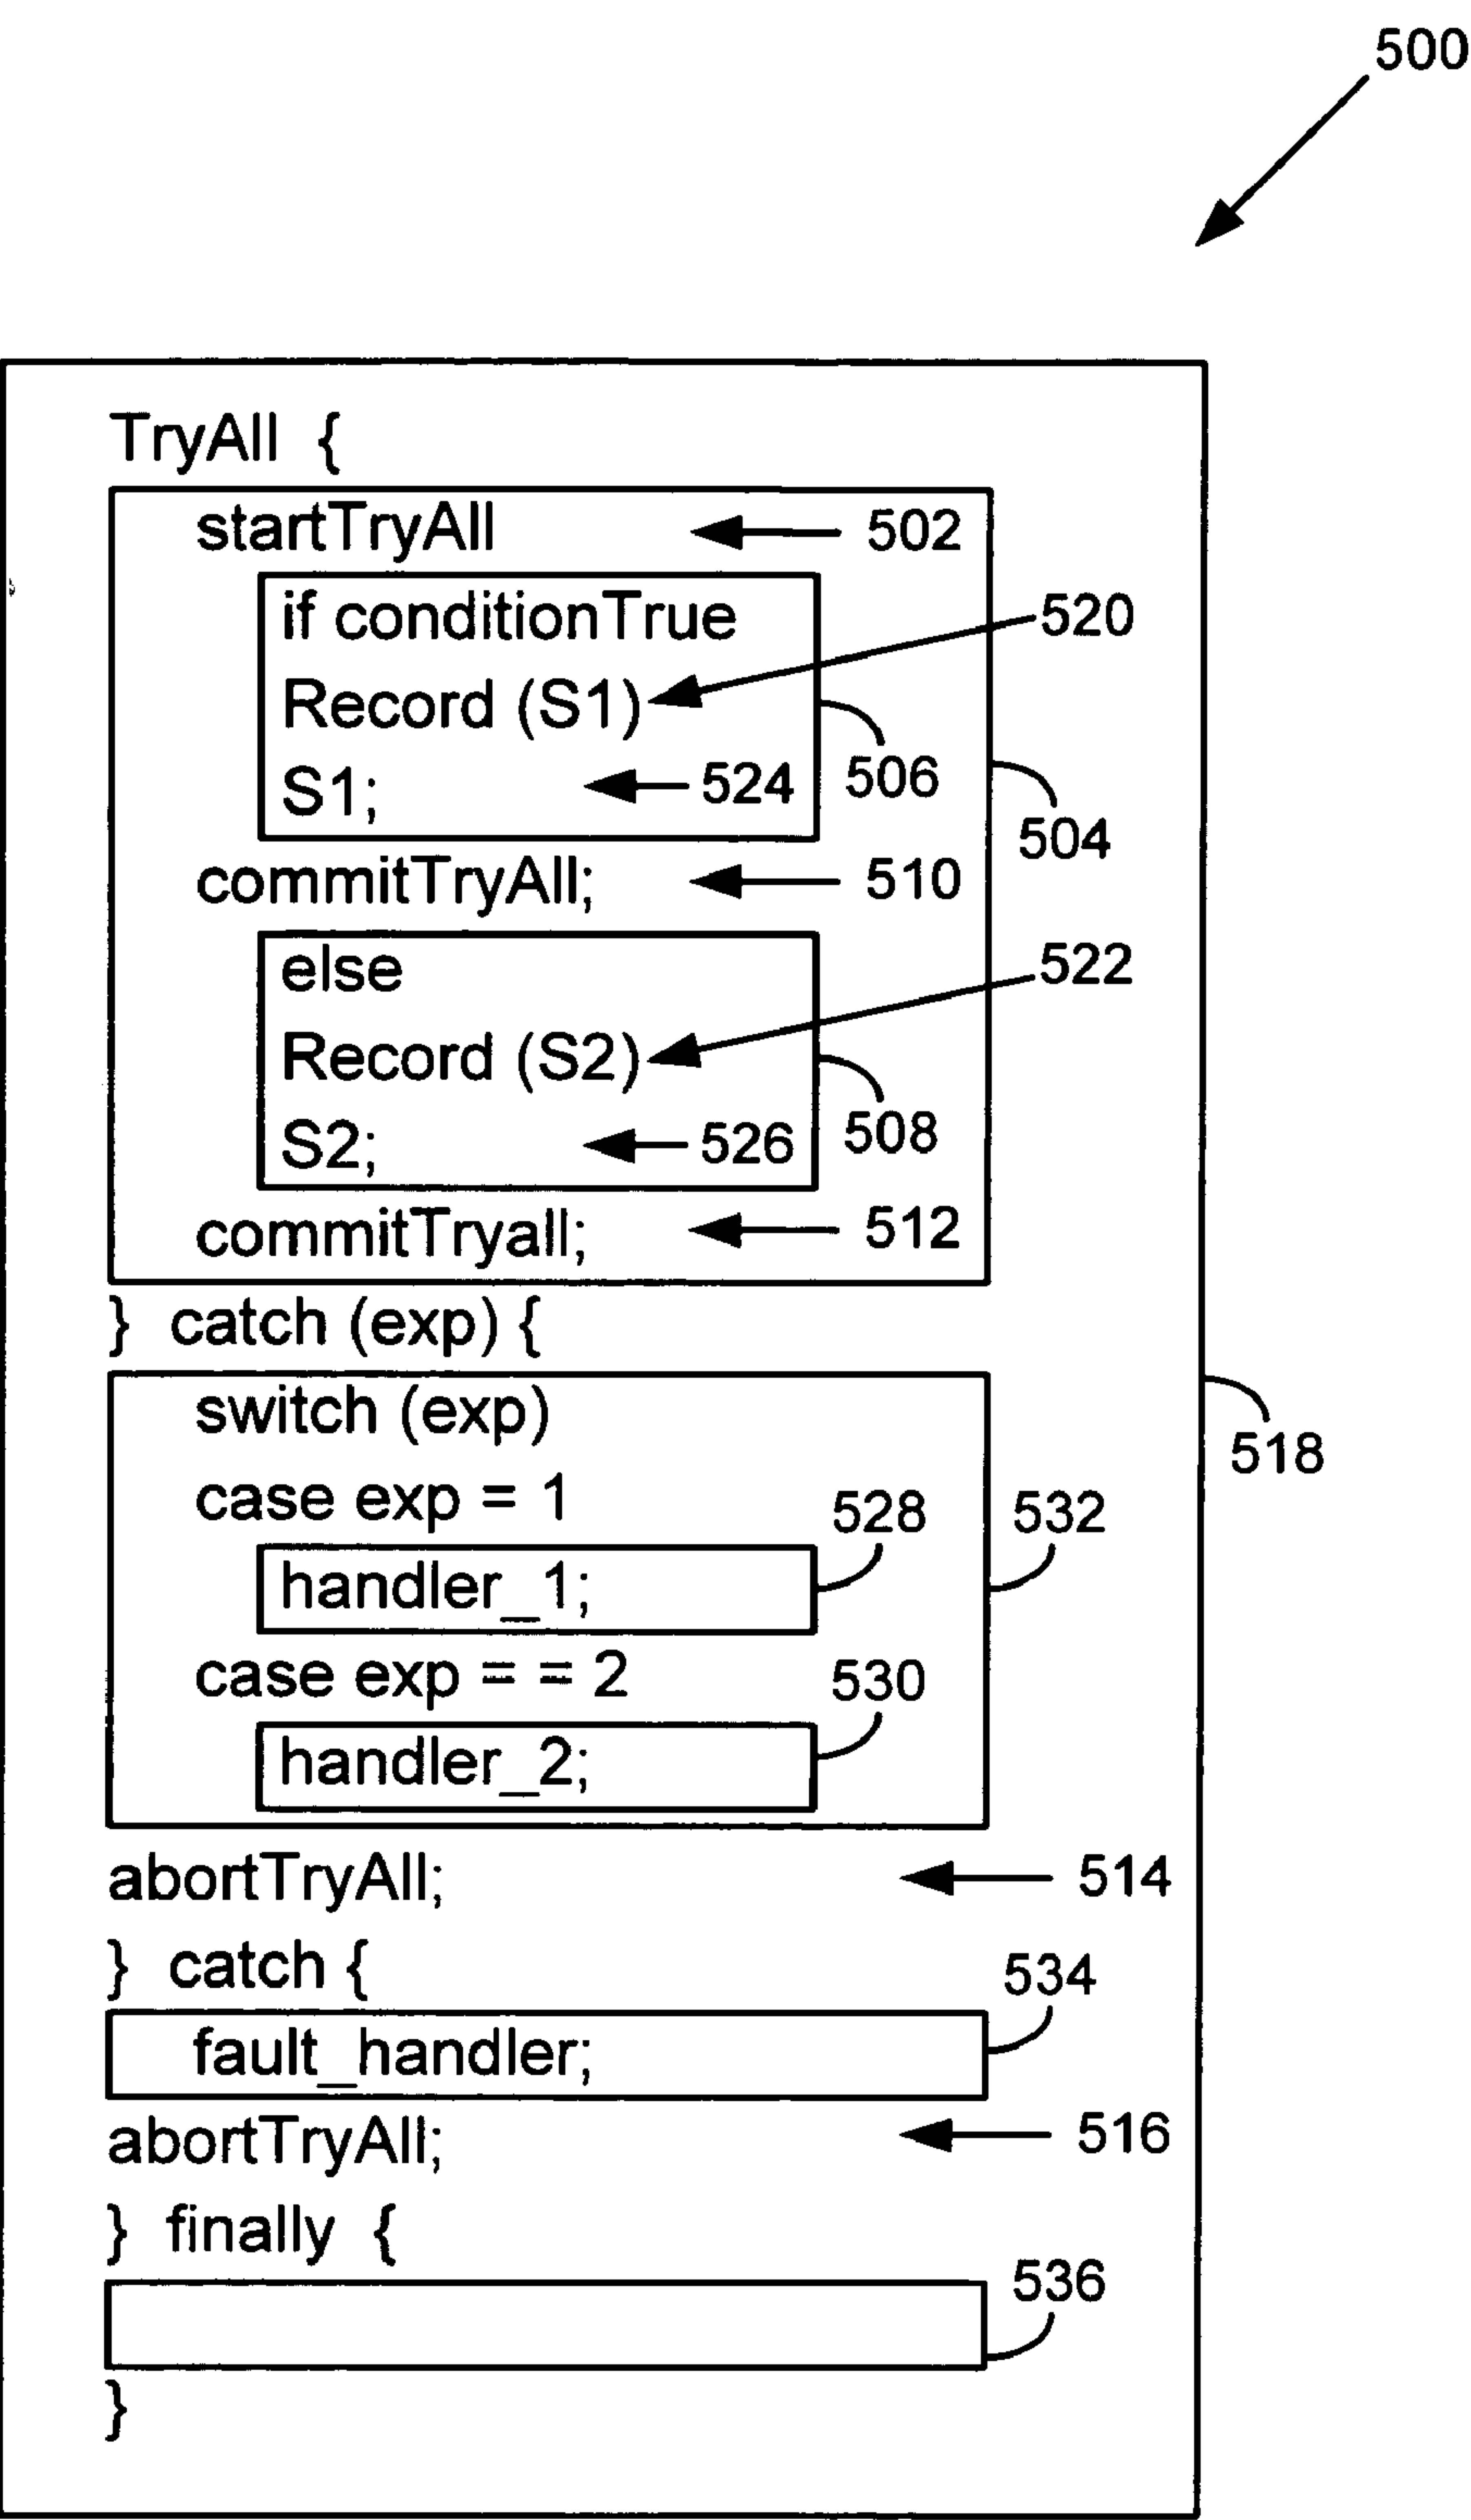 500
TryAll {
startTryAll 502
if conditionTrue 520
Record (S1)
S1; 524 506
504
commitTryAll; 510
else 522
Record (S2)
S2; 526 508
commitTryall; 512
} catch (exp) {
switch (exp)
518
case exp = 1 528 532
handler_1;
case exp = = 2 530
handler_2;
abortTryAll; 514
} catch { 534
fault_handler;
abortTryAll; 516
} finally {
536
}